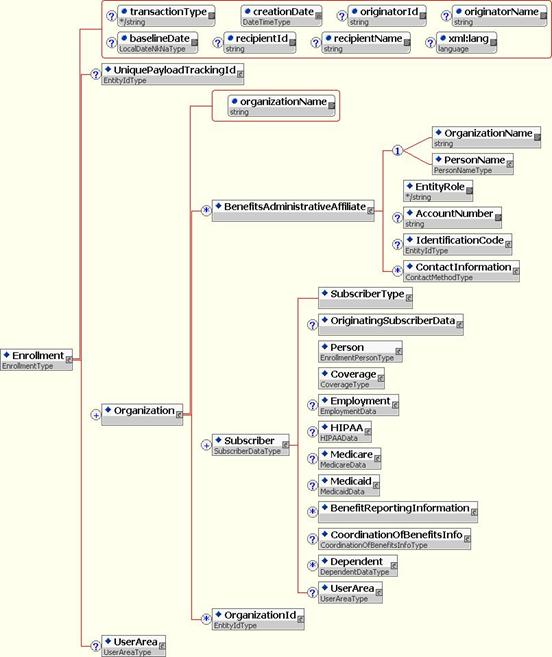 ? transactionType
*/string
creationDate
DateTimeType
? originatorId
string
? originatorName
string
? baselineDate
LocalDateNkNaType
? recipientId
string
? recipientName
string
? xml:lang
language
? UniquePayloadTrackingId
EntityIdType
organizationName
string
1
OrganizationName
string
PersonName
PersonNameType
EntityRole
*/string
* BenefitsAdministrativeAffiliate
? AccountNumber
string
? IdentificationCode
EntityIdType
* ContactInformation
ContactMethodType
SubscriberType
? OriginatingSubscriberData
Person
EnrollmentPersonType
Enrollment
EnrollmentType
Coverage
CoverageType
? Employment
EmploymentData
+ Organization
? HIPAA
HIPAAData
+ Subscriber
SubscriberDataType
? Medicare
MedicareData
? Medicaid
MedicaidData
* BenefitReportingInformation
? CoordinationOfBenefitsInfo
CoordinationOfBenefitsInfoType
* Dependent
DependentDataType
? UserArea
UserAreaType
* OrganizationId
EntityIdType
? UserArea
UserAreaType